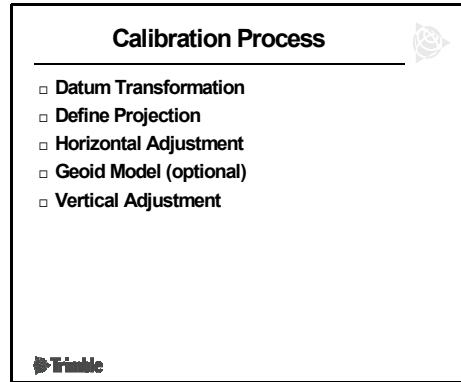 Calibration Process
Datum Transformation
Define Projection
Horizontal Adjustment
Geoid Model (optional)
Vertical Adjustment
Trimble